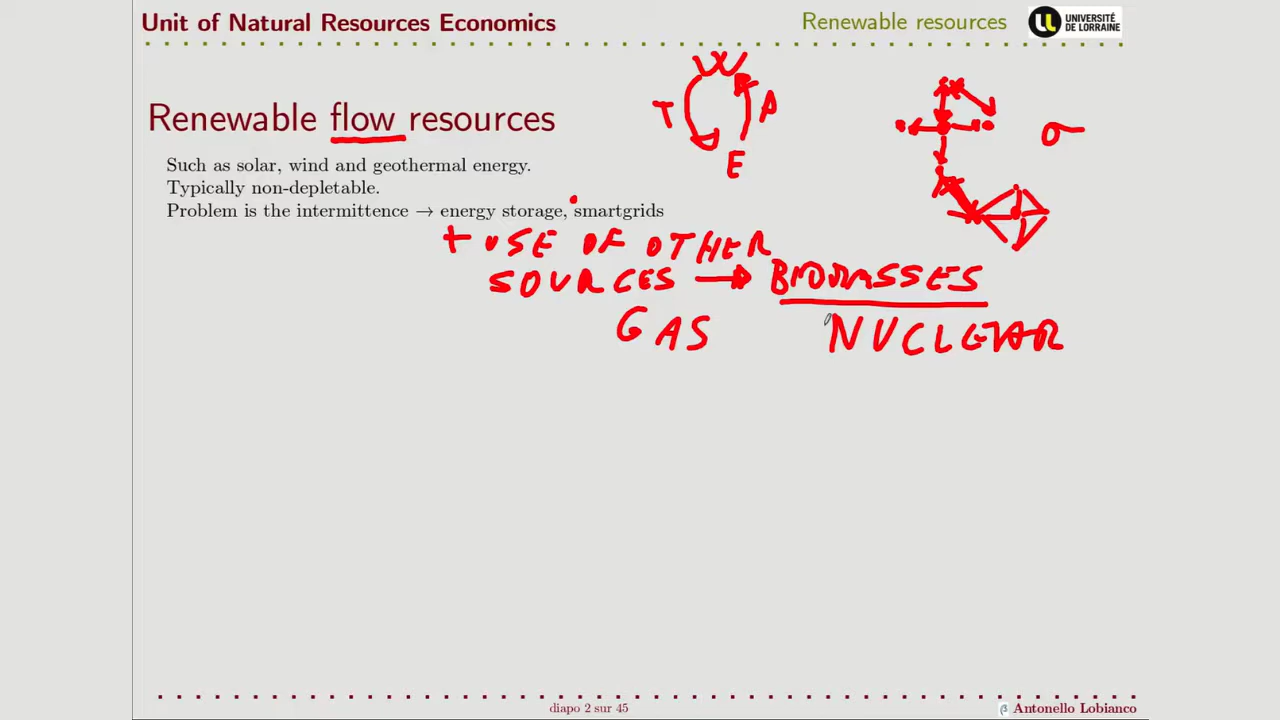 Unit of Natural Resources Economics
Renewable resources
UNIVERSITÉ
DE LORRAINE
Renewable flow resources
Such as solar, wind and geothermal energy.
Typically non-depletable.
Problem is the intermittence → energy storage, smartgrids
W
T P
E
σ
+ USE OF OTHER
SOURCES → BIOMASSES
GAS NUCLEAR
diapo 2 sur 45
Antonello Lobianco